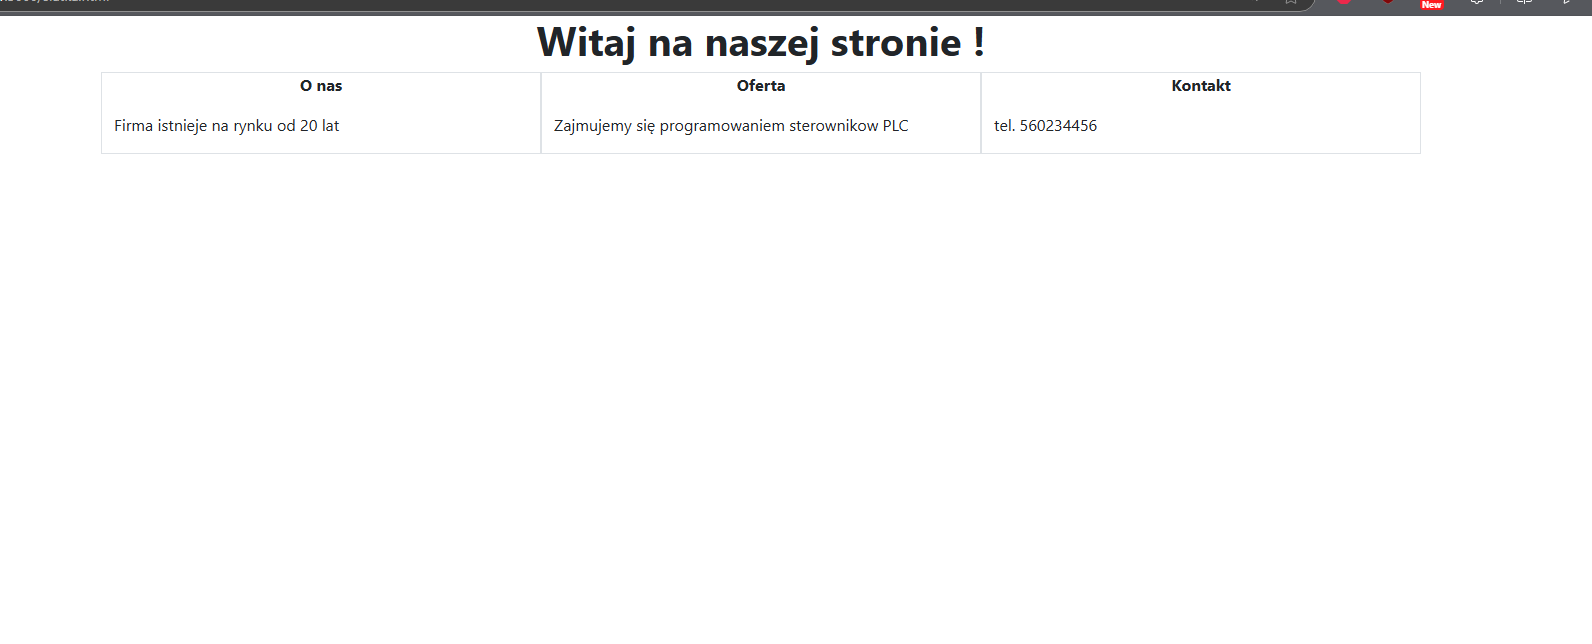 New
Witaj na naszej stronie !
O nas
Oferta
Kontakt
Firma istnieje na rynku od 20 lat
Zajmujemy się programowaniem sterownikow PLC
tel. 560234456